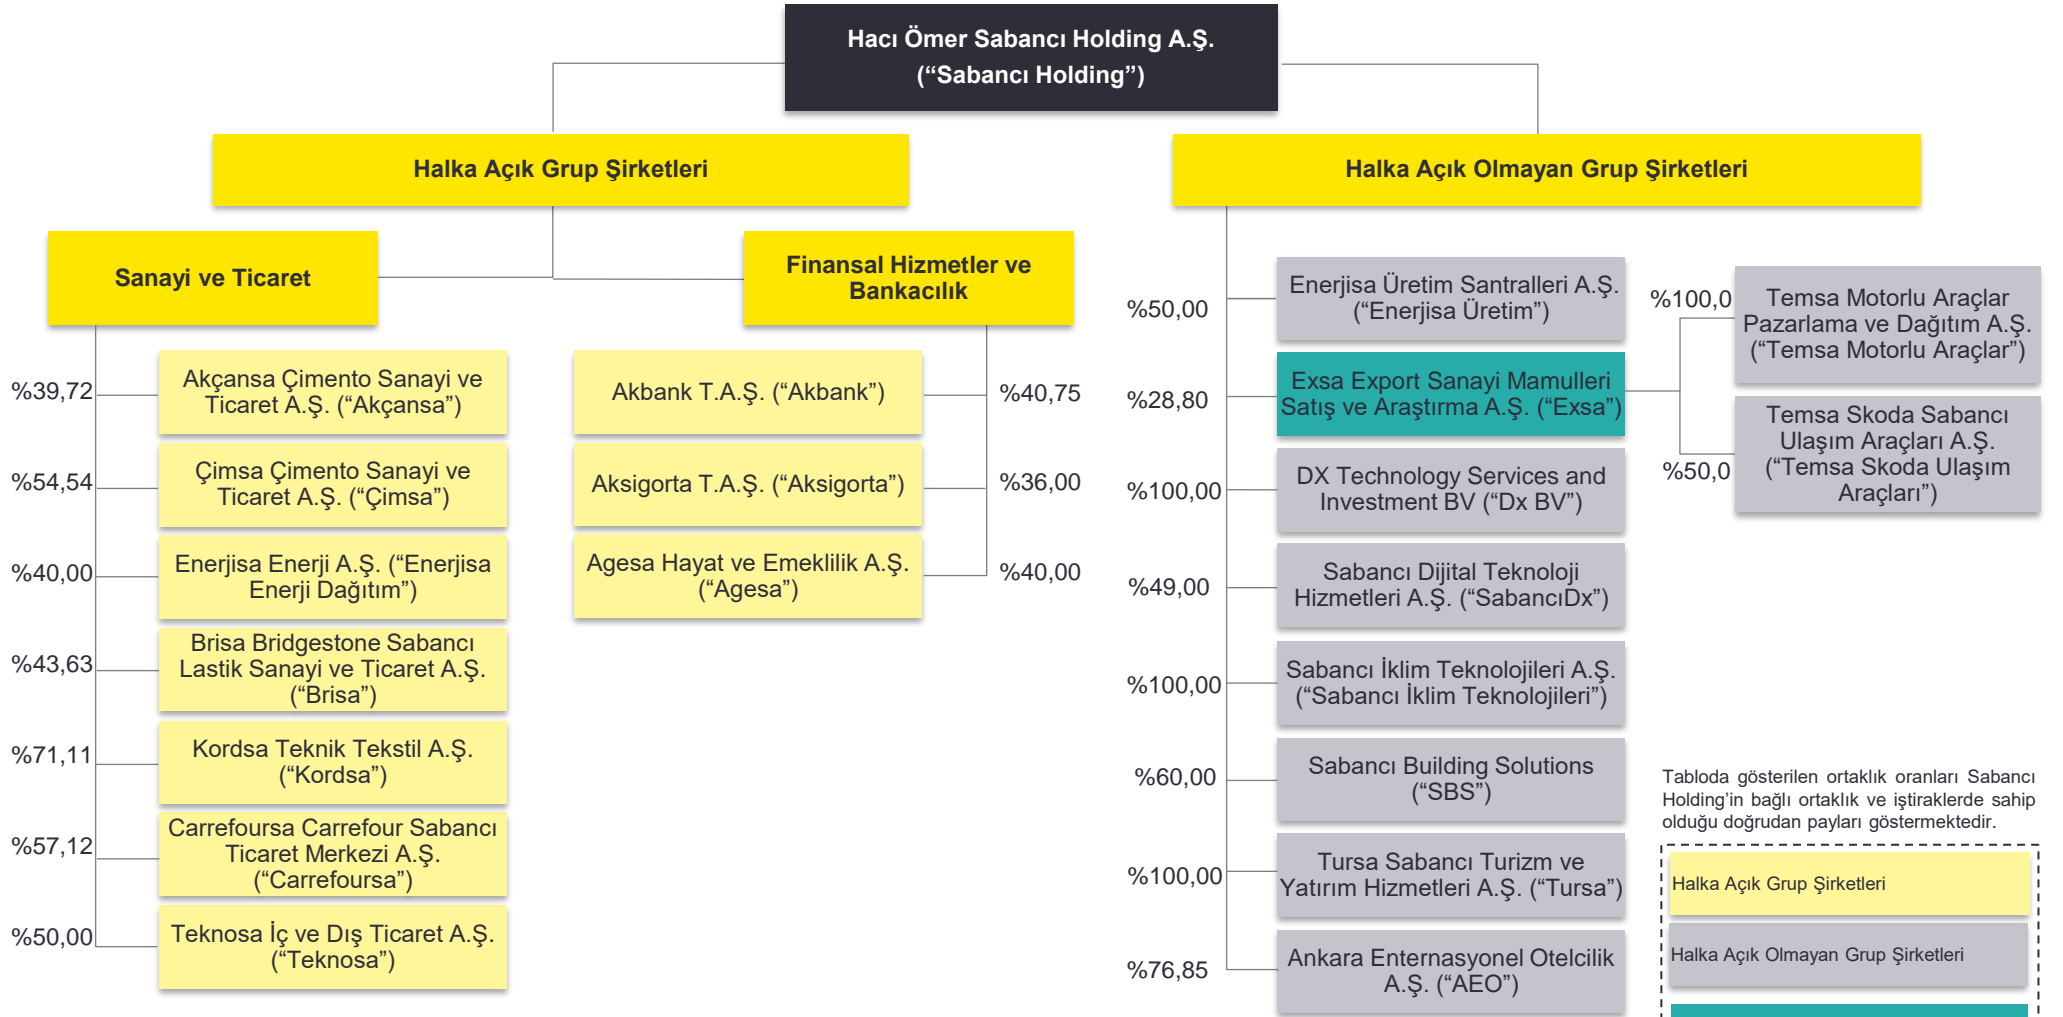 Hacı Ömer Sabancı Holding A.Ş.
(“Sabancı Holding”)
Halka Açık Grup Şirketleri
Halka Açık Olmayan Grup Şirketleri
Sanayi ve Ticaret
Finansal Hizmetler ve
Bankacılık
%39,72
Akçansa Çimento Sanayi ve
Ticaret A.Ş. (“Akçansa”)
%54,54
Çimsa Çimento Sanayi ve
Ticaret A.Ş. (“Çimsa”)
%40,00
Enerjisa Enerji A.Ş. (“Enerjisa
Enerji Dağıtım”)
%43,63
Brisa Bridgestone Sabancı
Lastik Sanayi ve Ticaret A.Ş.
(“Brisa”)
%71,11
Kordsa Teknik Tekstil A.Ş.
(“Kordsa”)
%57,12
Carrefoursa Carrefour Sabancı
Ticaret Merkezi A.Ş.
(“Carrefoursa”)
%50,00
Teknosa İç ve Dış Ticaret A.Ş.
(“Teknosa”)
Akbank T.A.Ş. (“Akbank”)
%40,75
Aksigorta T.A.Ş. (“Aksigorta”)
%36,00
Agesa Hayat ve Emeklilik A.Ş.
(“Agesa”)
%40,00
%50,00
Enerjisa Üretim Santralleri A.Ş.
(“Enerjisa Üretim”)
%28,80
Exsa Export Sanayi Mamulleri
Satış ve Araştırma A.Ş. (“Exsa”)
%100,00
DX Technology Services and
Investment BV (“Dx BV”)
%49,00
Sabancı Dijital Teknoloji
Hizmetleri A.Ş. (“SabancıDx”)
%100,00
Sabancı İklim Teknolojileri A.Ş.
(“Sabancı İklim Teknolojileri”)
%60,00
Sabancı Building Solutions
(“SBS”)
%100,00
Tursa Sabancı Turizm ve
Yatırım Hizmetleri A.Ş. (“Tursa”)
%76,85
Ankara Enternasyonel Otelcilik
A.Ş. (“AEO”)
%100,0
Temsa Motorlu Araçlar
Pazarlama ve Dağıtım A.Ş.
(“Temsa Motorlu Araçlar”)
%50,0
Temsa Skoda Sabancı
Ulaşım Araçları A.Ş.
(“Temsa Skoda Ulaşım
Araçları”)
Tabloda gösterilen ortaklık oranları Sabancı
Holding’in bağlı ortaklık ve iştiraklerde sahip
olduğu doğrudan payları göstermektedir.
Halka Açık Grup Şirketleri
Halka Açık Olmayan Grup Şirketleri